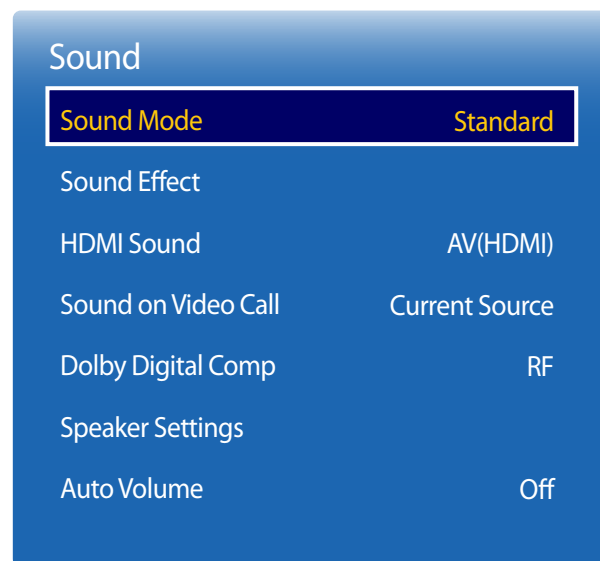 Sound
Sound Mode Standard
Sound Effect
HDMI Sound AV(HDMI)
Sound on Video Call Current Source
Dolby Digital Comp RF
Speaker Settings
Auto Volume Off